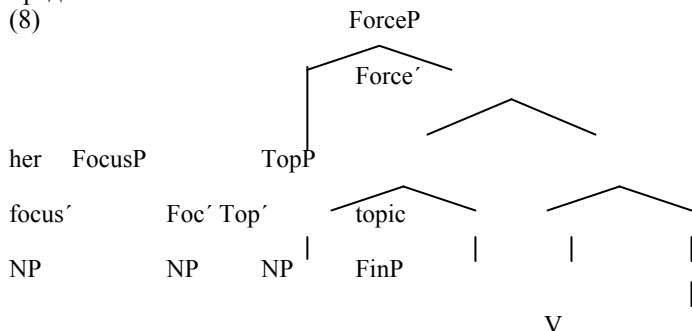 (8) ForceP
Force´
her FocusP TopP
focus´ Foc´ Top´ topic
NP NP NP FinP
V